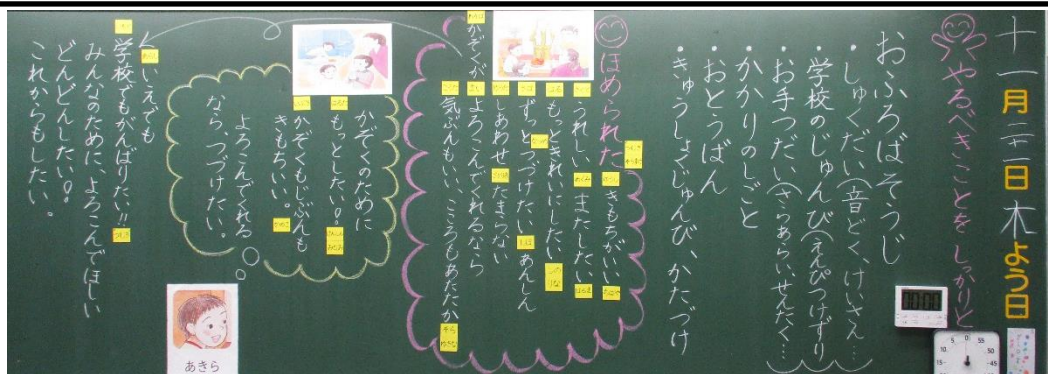 十一月二十二日木よう日
やるべきことをしっかりと
おふろばそうじ
・しゅくだい(音どく、けいさん…)
・学校のじゅんび(えんぴつけずり)
・お手つだい(さらあらい、せんたく…)
・かかりのしごと
・おとうばん
・きゅうしょくじゅんび、かたづけ
ほめられた
きもちがいい
うれしい またしたい
もっときれいにしたい
ずっとつづけたい あんしん
しあわせ たまらない
よろこんでくれるなら
気ぶんもいい、こころもあたたか
かぞくが
かぞくのために
もっとしたい!
かぞくもじぶんも
きもちいい。
よろこんでくれる
なら、つづけたい。
あきら
いえでも
学校でもがんばりたい!!
みんなのために、よろこんでほしい
どんどんしたい!
これからもしたい。
00:00
0
55
50
45
5
10
15